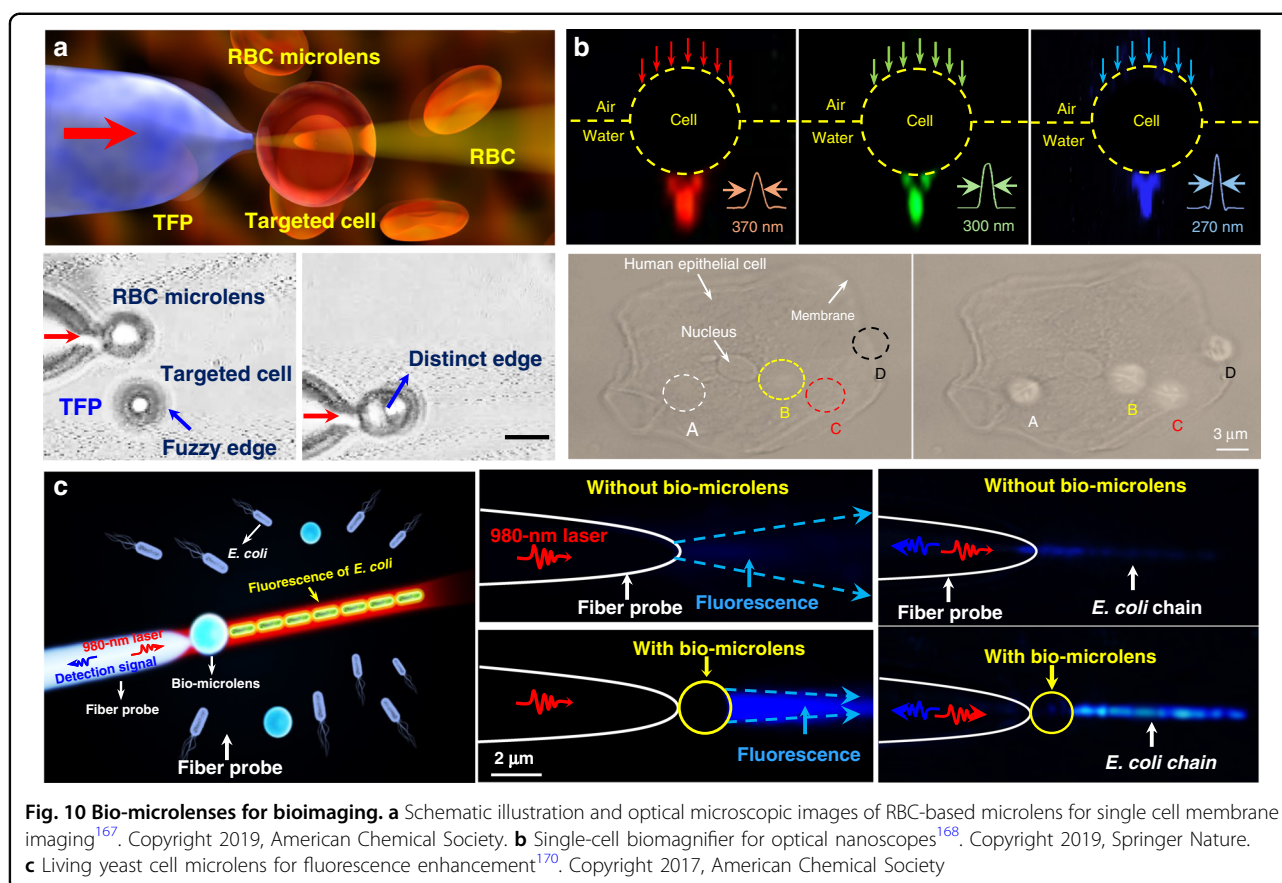 a
RBC microlens
RBC
TFP
Targeted cell
RBC microlens
Targeted cell
TFP
Fuzzy edge
Distinct edge
b
Air
Water
Cell
370 nm
Air
Water
Cell
300 nm
Air
Water
Cell
270 nm
Human epithelial cell
Membrane
Nucleus
A
B
C
D
A
B
C
D
3 μm
c
E. coli
Fluorescence of E. coli
980-nm laser
Detection signal
Bio-microlens
Fiber probe
Fiber probe
Without bio-microlens
980-nm laser
Fiber probe
Fluorescence
With bio-microlens
Fluorescence
2 μm
Without bio-microlens
Fiber probe
E. coli chain
With bio-microlens
E. coli chain
Fig. 10 Bio-microlenses for bioimaging. a Schematic illustration and optical microscopic images of RBC-based microlens for single cell membrane
imaging167. Copyright 2019, American Chemical Society. b Single-cell biomagnifier for optical nanoscopes168. Copyright 2019, Springer Nature.
c Living yeast cell microlens for fluorescence enhancement170. Copyright 2017, American Chemical Society